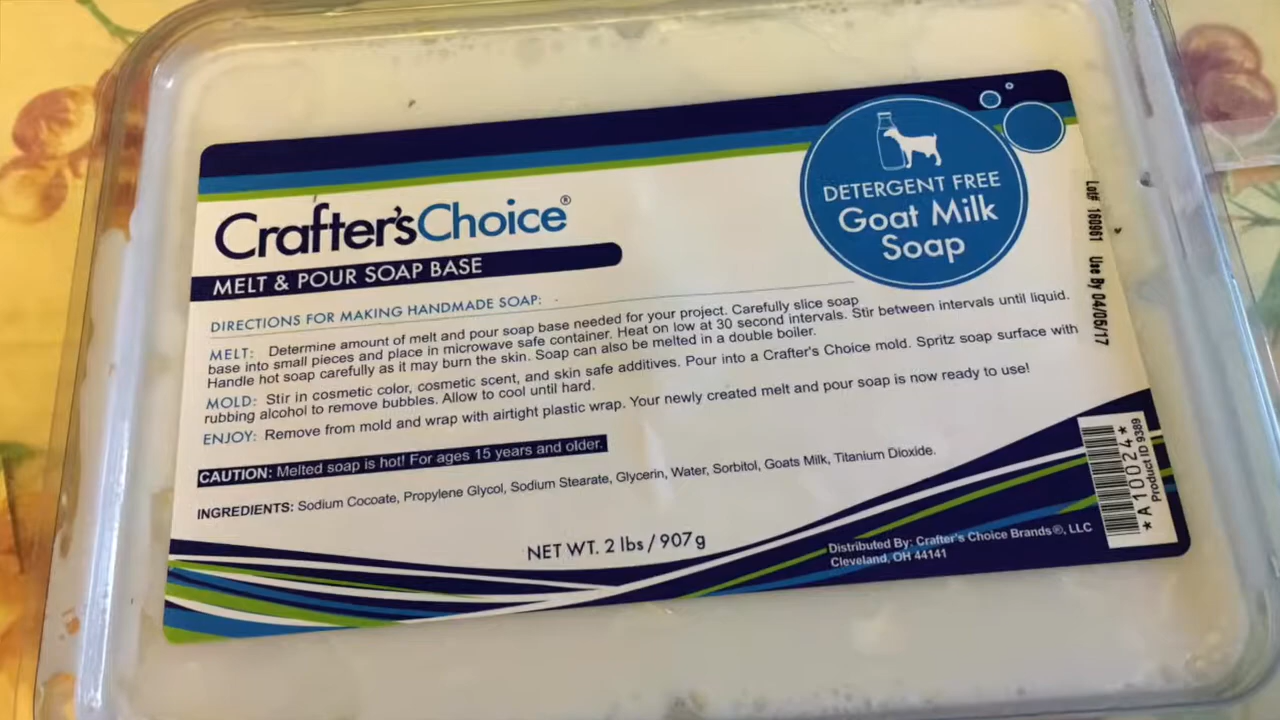 DETERGENT FREE
Goat Milk
Soap
Crafter'sChoice®
MELT & POUR SOAP BASE
DIRECTIONS FOR MAKING HANDMADE SOAP:
MELT: Determine amount of melt and pour soap base needed for your project. Carefully slice soap
base into small pieces and place in microwave safe container. Heat on low at 30 second intervals. Stir between intervals until liquid.
Handle hot soap carefully as it may burn the skin. Soap can also be melted in a double boiler.
MOLD: Stir in cosmetic color, cosmetic scent, and skin safe additives. Pour into a Crafter's Choice mold. Spritz soap surface with
rubbing alcohol to remove bubbles. Allow to cool until hard.
ENJOY: Remove from mold and wrap with airtight plastic wrap. Your newly created melt and pour soap is now ready to use!
CAUTION: Melted soap is hot! For ages 15 years and older.
INGREDIENTS: Sodium Cocoate, Propylene Glycol, Sodium Stearate, Glycerin, Water, Sorbitol, Goats Milk, Titanium Dioxide.
NET WT. 2 lbs / 907g
Distributed By: Crafter's Choice Brands®, LLC
Cleveland, OH 44141
Lot# 160961 Use By 04/05/17
*A10024*
Product ID 9389